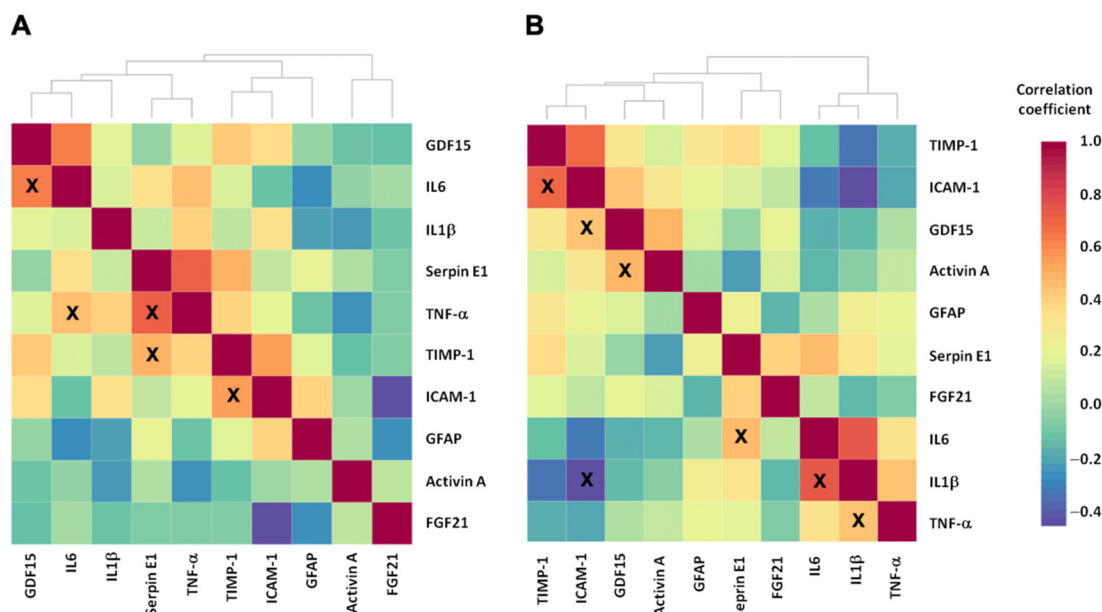 A
B
GDF15
IL6
IL1β
Serpin E1
TNF-α
TIMP-1
ICAM-1
GFAP
Activin A
FGF21
X
X
X
X
X
GDF15
IL6
IL1β
Serpin E1
TNF-α
TIMP-1
ICAM-1
GFAP
Activin A
FGF21
TIMP-1
ICAM-1
GDF15
Activin A
GFAP
Serpin E1
FGF21
IL6
IL1β
TNF-α
X
X
X
X
X
X
X
TIMP-1
ICAM-1
GDF15
Activin A
GFAP
Seprin E1
FGF21
IL6
IL1β
TNF-α
Correlation
coefficient
1.0
0.8
0.6
0.4
0.2
0.0
−0.2
−0.4